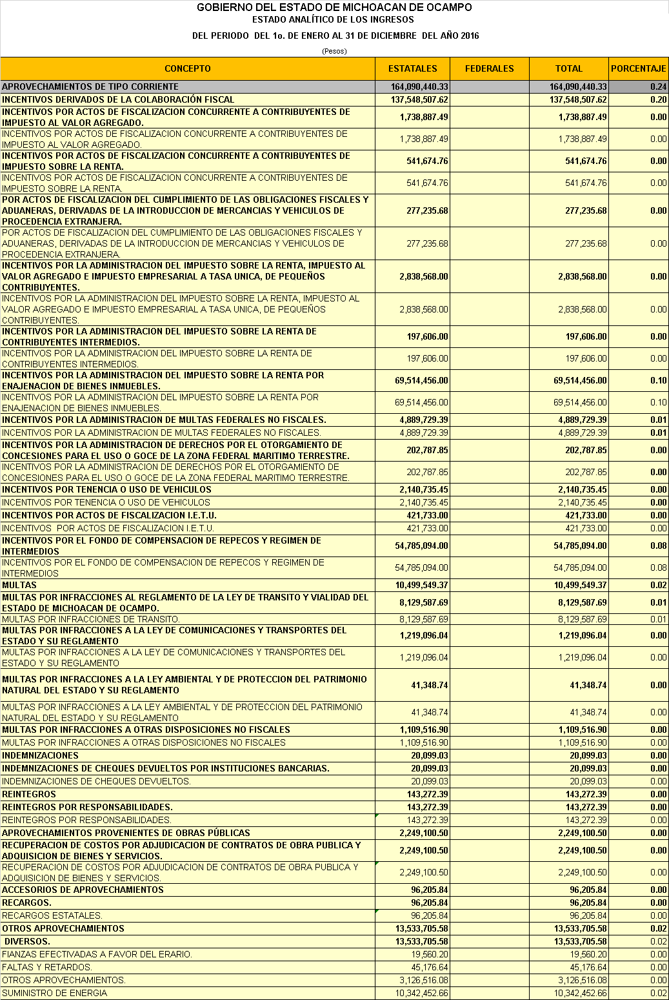 GOBIERNO DEL ESTADO DE MICHOACAN DE OCAMPO
ESTADO ANALÍTICO DE LOS INGRESOS
DEL PERIODO DEL 1o. DE ENERO AL 31 DE DICIEMBRE DEL AÑO 2016
(Pesos)
CONCEPTO ESTATALES FEDERALES TOTAL PORCENTAJE
APROVECHAMIENTOS DE TIPO CORRIENTE 164,090,440.33 164,090,440.33 0.24
INCENTIVOS DERIVADOS DE LA COLABORACIÓN FISCAL 137,548,507.62 137,548,507.62 0.20
INCENTIVOS POR ACTOS DE FISCALIZACION CONCURRENTE A CONTRIBUYENTES DE
IMPUESTO AL VALOR AGREGADO. 1,738,887.49 1,738,887.49 0.00
INCENTIVOS POR ACTOS DE FISCALIZACION CONCURRENTE A CONTRIBUYENTES DE
IMPUESTO AL VALOR AGREGADO. 1,738,887.49 1,738,887.49 0.00
INCENTIVOS POR ACTOS DE FISCALIZACION CONCURRENTE A CONTRIBUYENTES DE
IMPUESTO SOBRE LA RENTA. 541,674.76 541,674.76 0.00
INCENTIVOS POR ACTOS DE FISCALIZACION CONCURRENTE A CONTRIBUYENTES DE
IMPUESTO SOBRE LA RENTA. 541,674.76 541,674.76 0.00
POR ACTOS DE FISCALIZACION DEL CUMPLIMIENTO DE LAS OBLIGACIONES FISCALES Y
ADUANERAS, DERIVADAS DE LA INTRODUCCION DE MERCANCIAS Y VEHICULOS DE 277,235.68 277,235.68 0.00
PROCEDENCIA EXTRANJERA.
POR ACTOS DE FISCALIZACION DEL CUMPLIMIENTO DE LAS OBLIGACIONES FISCALES Y
ADUANERAS, DERIVADAS DE LA INTRODUCCION DE MERCANCIAS Y VEHICULOS DE 277,235.68 277,235.68 0.00
PROCEDENCIA EXTRANJERA.
INCENTIVOS POR LA ADMINISTRACION DEL IMPUESTO SOBRE LA RENTA, IMPUESTO AL
VALOR AGREGADO E IMPUESTO EMPRESARIAL A TASA UNICA, DE PEQUEÑOS 2,838,568.00 2,838,568.00 0.00
CONTRIBUYENTES.
INCENTIVOS POR LA ADMINISTRACION DEL IMPUESTO SOBRE LA RENTA, IMPUESTO AL
VALOR AGREGADO E IMPUESTO EMPRESARIAL A TASA UNICA, DE PEQUEÑOS 2,838,568.00 2,838,568.00 0.00
CONTRIBUYENTES.
INCENTIVOS POR LA ADMINISTRACION DEL IMPUESTO SOBRE LA RENTA DE
CONTRIBUYENTES INTERMEDIOS. 197,606.00 197,606.00 0.00
INCENTIVOS POR LA ADMINISTRACION DEL IMPUESTO SOBRE LA RENTA DE
CONTRIBUYENTES INTERMEDIOS. 197,606.00 197,606.00 0.00
INCENTIVOS POR LA ADMINISTRACION DEL IMPUESTO SOBRE LA RENTA POR
ENAJENACION DE BIENES INMUEBLES. 69,514,456.00 69,514,456.00 0.10
INCENTIVOS POR LA ADMINISTRACION DEL IMPUESTO SOBRE LA RENTA POR
ENAJENACION DE BIENES INMUEBLES. 69,514,456.00 69,514,456.00 0.10
INCENTIVOS POR LA ADMINISTRACION DE MULTAS FEDERALES NO FISCALES. 4,889,729.39 4,889,729.39 0.01
INCENTIVOS POR LA ADMINISTRACION DE MULTAS FEDERALES NO FISCALES. 4,889,729.39 4,889,729.39 0.01
INCENTIVOS POR LA ADMINISTRACION DE DERECHOS POR EL OTORGAMIENTO DE
CONCESIONES PARA EL USO O GOCE DE LA ZONA FEDERAL MARITIMO TERRESTRE. 202,787.85 202,787.85 0.00
INCENTIVOS POR LA ADMINISTRACION DE DERECHOS POR EL OTORGAMIENTO DE
CONCESIONES PARA EL USO O GOCE DE LA ZONA FEDERAL MARITIMO TERRESTRE. 202,787.85 202,787.85 0.00
INCENTIVOS POR TENENCIA O USO DE VEHICULOS 2,140,735.45 2,140,735.45 0.00
INCENTIVOS POR TENENCIA O USO DE VEHICULOS 2,140,735.45 2,140,735.45 0.00
INCENTIVOS POR ACTOS DE FISCALIZACION I.E.T.U. 421,733.00 421,733.00 0.00
INCENTIVOS POR ACTOS DE FISCALIZACION I.E.T.U. 421,733.00 421,733.00 0.00
INCENTIVOS POR EL FONDO DE COMPENSACION DE REPECOS Y REGIMEN DE
INTERMEDIOS 54,785,094.00 54,785,094.00 0.08
INCENTIVOS POR EL FONDO DE COMPENSACION DE REPECOS Y REGIMEN DE
INTERMEDIOS 54,785,094.00 54,785,094.00 0.08
MULTAS 10,499,549.37 10,499,549.37 0.02
MULTAS POR INFRACCIONES AL REGLAMENTO DE LA LEY DE TRANSITO Y VIALIDAD DEL
ESTADO DE MICHOACAN DE OCAMPO. 8,129,587.69 8,129,587.69 0.01
MULTAS POR INFRACCIONES DE TRANSITO. 8,129,587.69 8,129,587.69 0.01
MULTAS POR INFRACCIONES A LA LEY DE COMUNICACIONES Y TRANSPORTES DEL
ESTADO Y SU REGLAMENTO 1,219,096.04 1,219,096.04 0.00
MULTAS POR INFRACCIONES A LA LEY DE COMUNICACIONES Y TRANSPORTES DEL
ESTADO Y SU REGLAMENTO 1,219,096.04 1,219,096.04 0.00
MULTAS POR INFRACCIONES A LA LEY AMBIENTAL Y DE PROTECCION DEL PATRIMONIO
NATURAL DEL ESTADO Y SU REGLAMENTO 41,348.74 41,348.74 0.00
MULTAS POR INFRACCIONES A LA LEY AMBIENTAL Y DE PROTECCION DEL PATRIMONIO
NATURAL DEL ESTADO Y SU REGLAMENTO 41,348.74 41,348.74 0.00
MULTAS POR INFRACCIONES A OTRAS DISPOSICIONES NO FISCALES 1,109,516.90 1,109,516.90 0.00
MULTAS POR INFRACCIONES A OTRAS DISPOSICIONES NO FISCALES 1,109,516.90 1,109,516.90 0.00
INDEMNIZACIONES 20,099.03 20,099.03 0.00
INDEMNIZACIONES DE CHEQUES DEVUELTOS POR INSTITUCIONES BANCARIAS. 20,099.03 20,099.03 0.00
INDEMNIZACIONES DE CHEQUES DEVUELTOS. 20,099.03 20,099.03 0.00
REINTEGROS 143,272.39 143,272.39 0.00
REINTEGROS POR RESPONSABILIDADES. 143,272.39 143,272.39 0.00
REINTEGROS POR RESPONSABILIDADES. 143,272.39 143,272.39 0.00
APROVECHAMIENTOS PROVENIENTES DE OBRAS PÚBLICAS 2,249,100.50 2,249,100.50 0.00
RECUPERACION DE COSTOS POR ADJUDICACION DE CONTRATOS DE OBRA PUBLICA Y
ADQUISICION DE BIENES Y SERVICIOS. 2,249,100.50 2,249,100.50 0.00
RECUPERACION DE COSTOS POR ADJUDICACION DE CONTRATOS DE OBRA PUBLICA Y
ADQUISICION DE BIENES Y SERVICIOS. 2,249,100.50 2,249,100.50 0.00
ACCESORIOS DE APROVECHAMIENTOS 96,205.84 96,205.84 0.00
RECARGOS. 96,205.84 96,205.84 0.00
RECARGOS ESTATALES. 96,205.84 96,205.84 0.00
OTROS APROVECHAMIENTOS 13,533,705.58 13,533,705.58 0.02
DIVERSOS. 13,533,705.58 13,533,705.58 0.02
FIANZAS EFECTIVADAS A FAVOR DEL ERARIO. 19,560.20 19,560.20 0.00
FALTAS Y RETARDOS. 45,176.64 45,176.64 0.00
OTROS APROVECHAMIENTOS. 3,126,516.08 3,126,516.08 0.00
SUMINISTRO DE ENERGIA 10,342,452.66 10,342,452.66 0.02